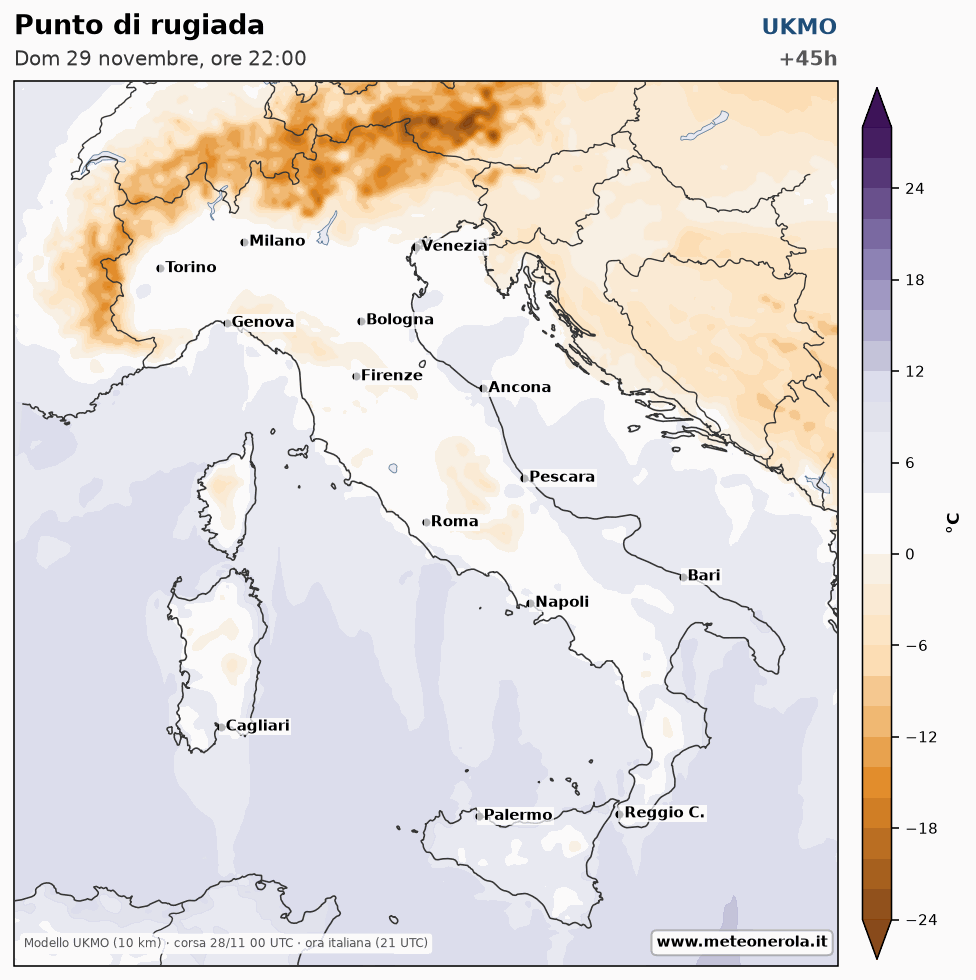 Punto di rugiada
UKMO
Dom 29 novembre, ore 22:00
+45h
Milano
Venezia
Torino
Genova
Bologna
Firenze
Ancona
Pescara
Roma
Bari
Napoli
Cagliari
Palermo
Reggio C.
24
18
12
6
0
−6
−12
−18
−24
°C
Modello UKMO (10 km) · corsa 28/11 00 UTC · ora italiana (21 UTC)
www.meteonerola.it